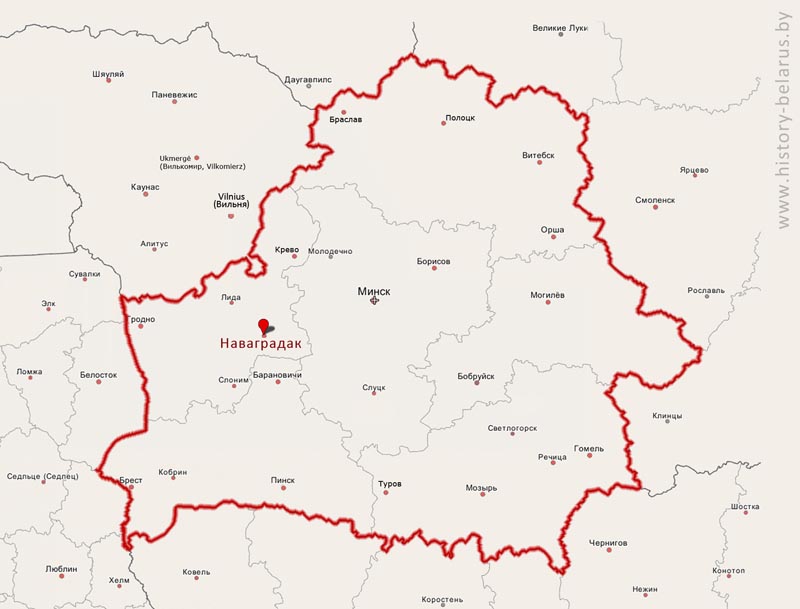 Великие Луки
www.history-belarus.by
Шяуляй
Даугавпилс
Паневежис
Браслав
Полоцк
Ukmergė
(Вилькомир, Vilkomierz)
Витебск
Ярцево
Каунас
Vilnius
(Вильня)
Смоленск
Орша
Алитус
Крево
Молодечно
Борисов
Сувалки
Минск
Рославль
Элк
Лида
Могилёв
Гродно
Наваградак
Ломжа
Белосток
Слоним
Барановичи
Слуцк
Бобруйск
Клинцы
Светлогорск
Речица
Гомель
Седльце (Седлец)
Брест
Кобрин
Пинск
Туров
Мозырь
Шостка
Чернигов
Люблин
Хелм
Ковель
Конотоп
Нежин
Коростень